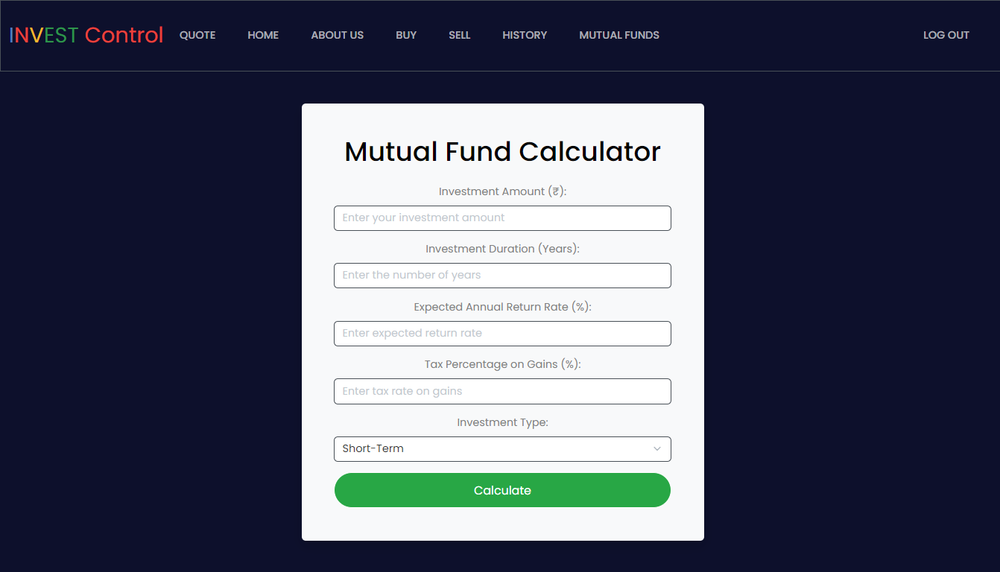 INVEST Control QUOTE HOME ABOUT US BUY SELL HISTORY MUTUAL FUNDS LOG OUT
Mutual Fund Calculator
Investment Amount (₹):
Enter your investment amount
Investment Duration (Years):
Enter the number of years
Expected Annual Return Rate (%):
Enter expected return rate
Tax Percentage on Gains (%):
Enter tax rate on gains
Investment Type:
Short-Term
Calculate